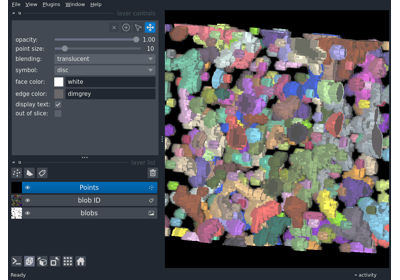 File View Plugins Window Help
layer controls
opacity: 1.00
point size: 10
blending: translucent
symbol: disc
face color: white
edge color: dimgrey
display text:
out of slice:
layer list
Points
blob ID
blobs
Ready
activity